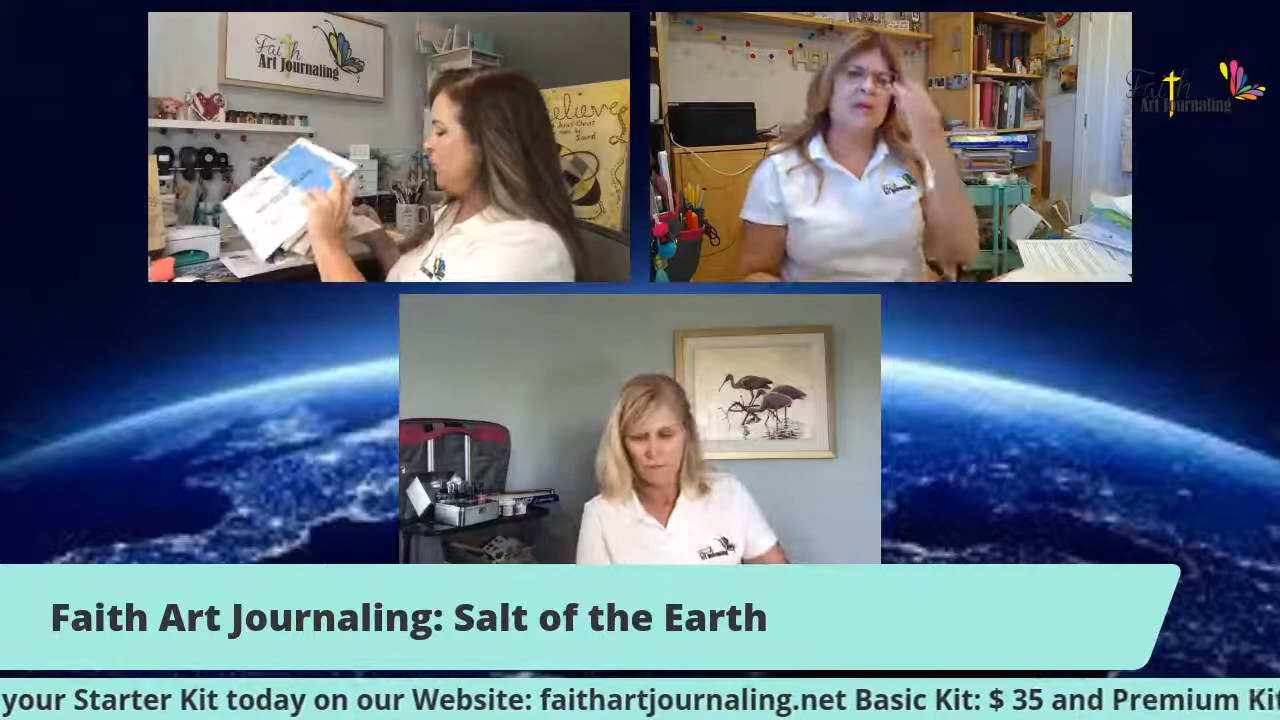 Faith
Art Journaling
Believe
Faith
Art Journaling
Faith Art Journaling: Salt of the Earth
your Starter Kit today on our Website: faithartjournaling.net Basic Kit: $ 35 and Premium Kit